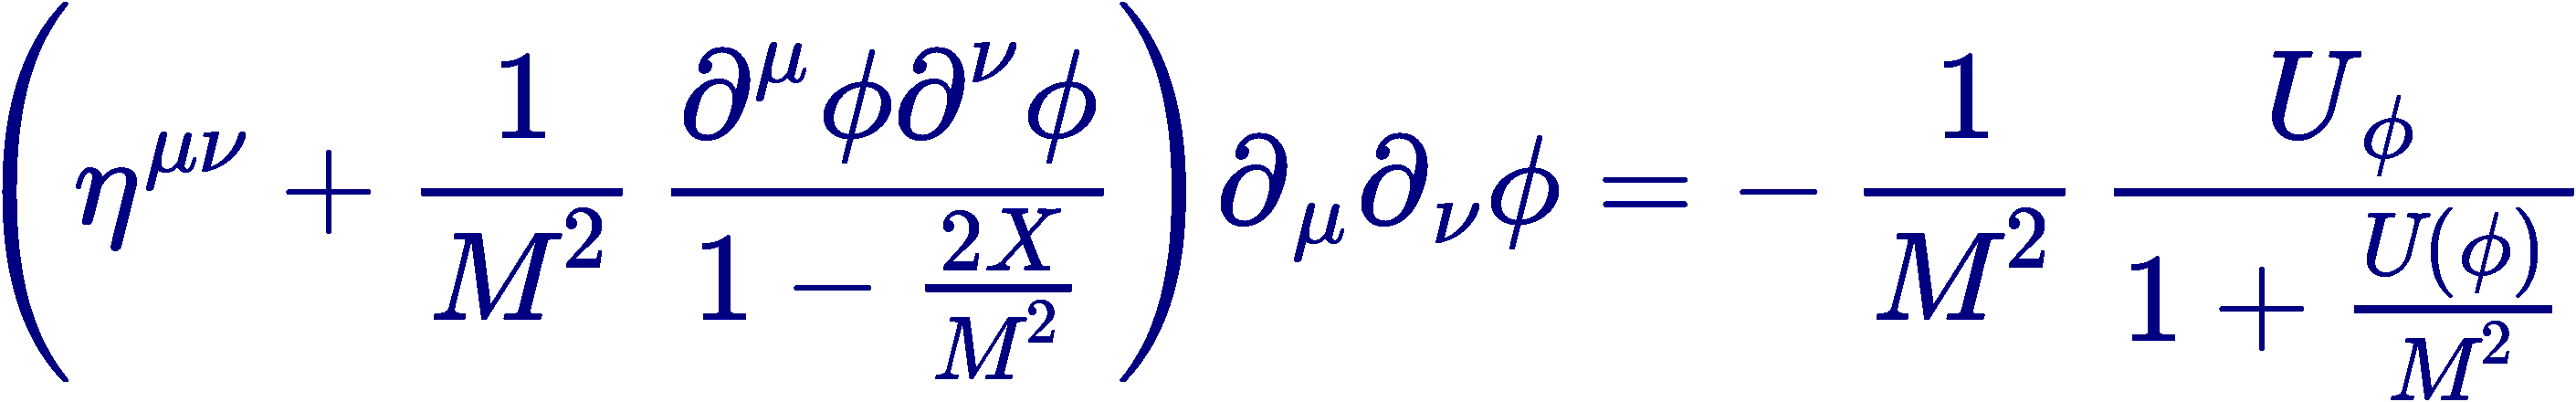 \left( \eta^{\mu\nu} + \frac{1}{M^2} \frac{\partial^\mu \phi \partial^\nu \phi}{1 - \frac{2X}{M^2}} \right) \partial_\mu \partial_\nu \phi = - \frac{1}{M^2} \frac{U_\phi}{1 + \frac{U(\phi)}{M^2}}